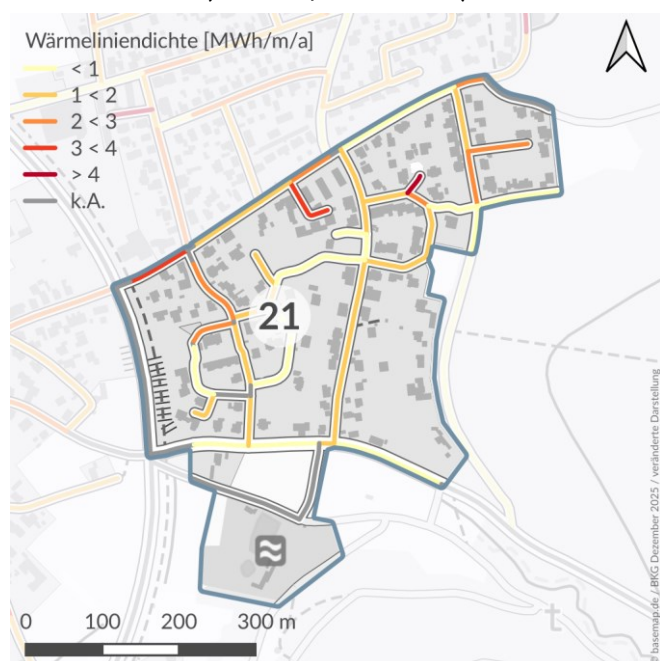 Wärmeliniendichte [MWh/m/a]
< 1
1 < 2
2 < 3
3 < 4
> 4
k.A.
21
0 100 200 300 m
© basemap.de / BKG Dezember 2025 / veränderte Darstellung